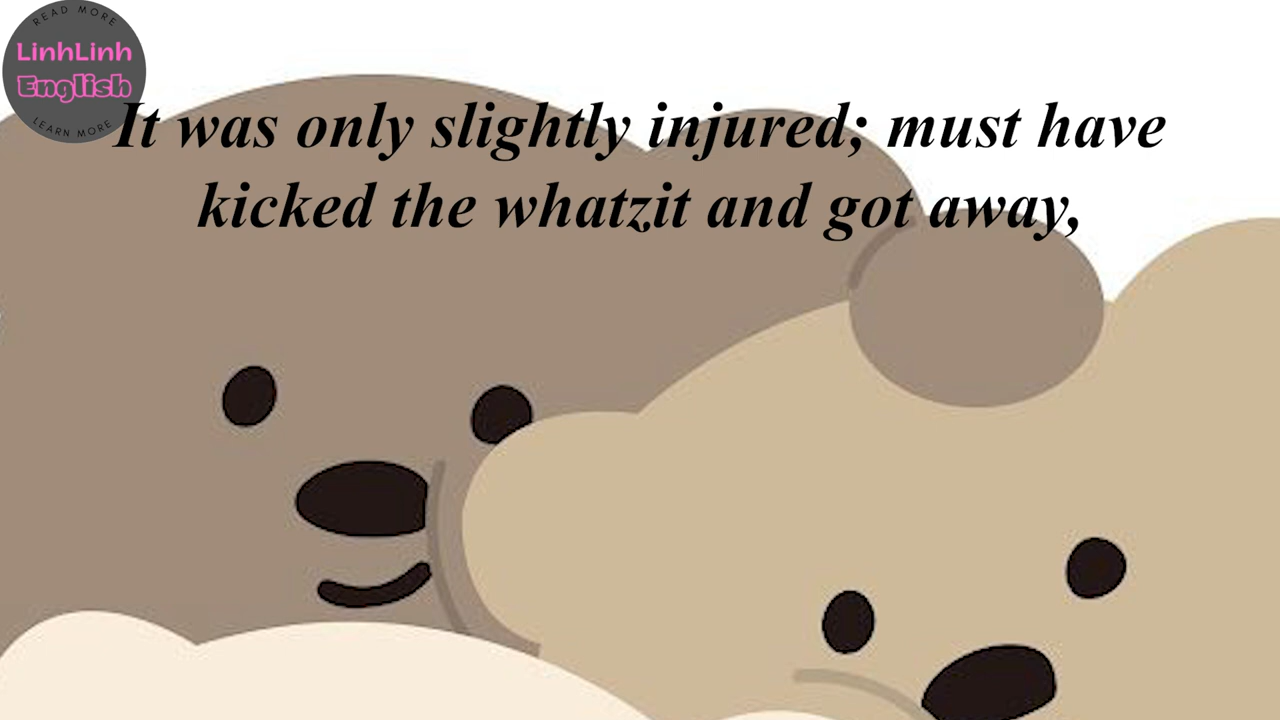 READ MORE
LinhLinh
English
LEARN MORE
It was only slightly injured; must have
kicked the whatzit and got away,